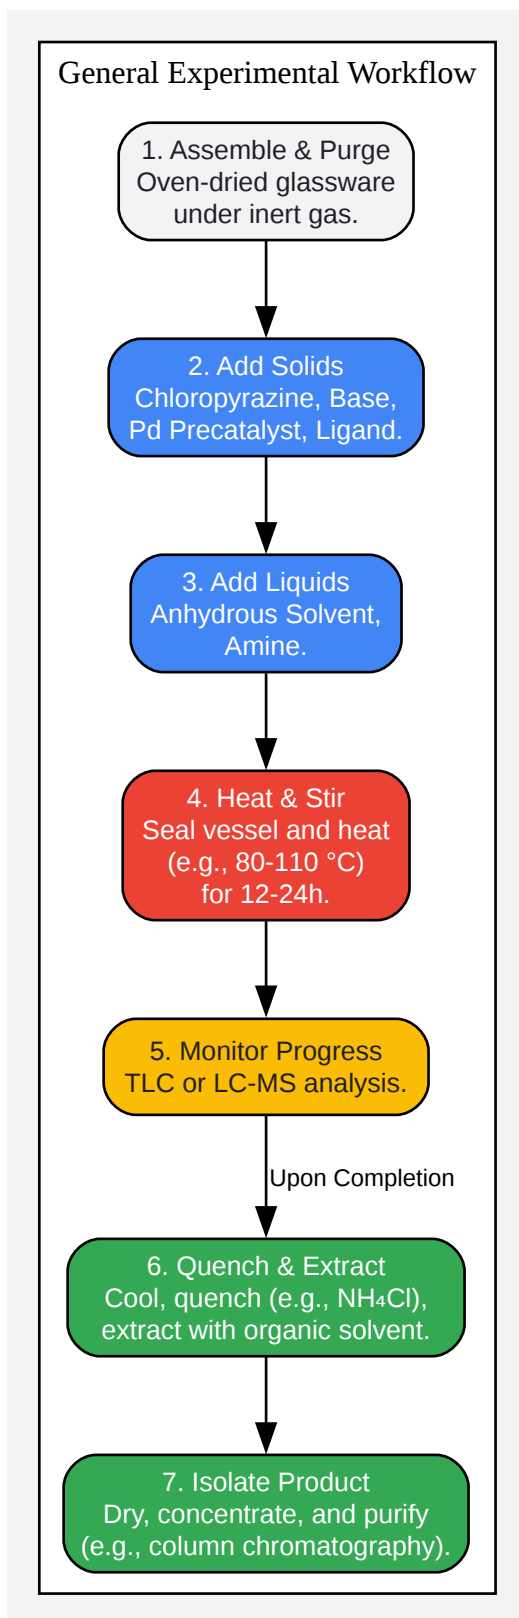 General Experimental Workflow
1. Assemble & Purge
Oven-dried glassware
under inert gas.
2. Add Solids
Chloropyrazine, Base,
Pd Precatalyst, Ligand.
3. Add Liquids
Anhydrous Solvent,
Amine.
4. Heat & Stir
Seal vessel and heat
(e.g., 80-110 °C)
for 12-24h.
5. Monitor Progress
TLC or LC-MS analysis.
Upon Completion
6. Quench & Extract
Cool, quench (e.g., NH₄Cl),
extract with organic solvent.
7. Isolate Product
Dry, concentrate, and purify
(e.g., column chromatography).